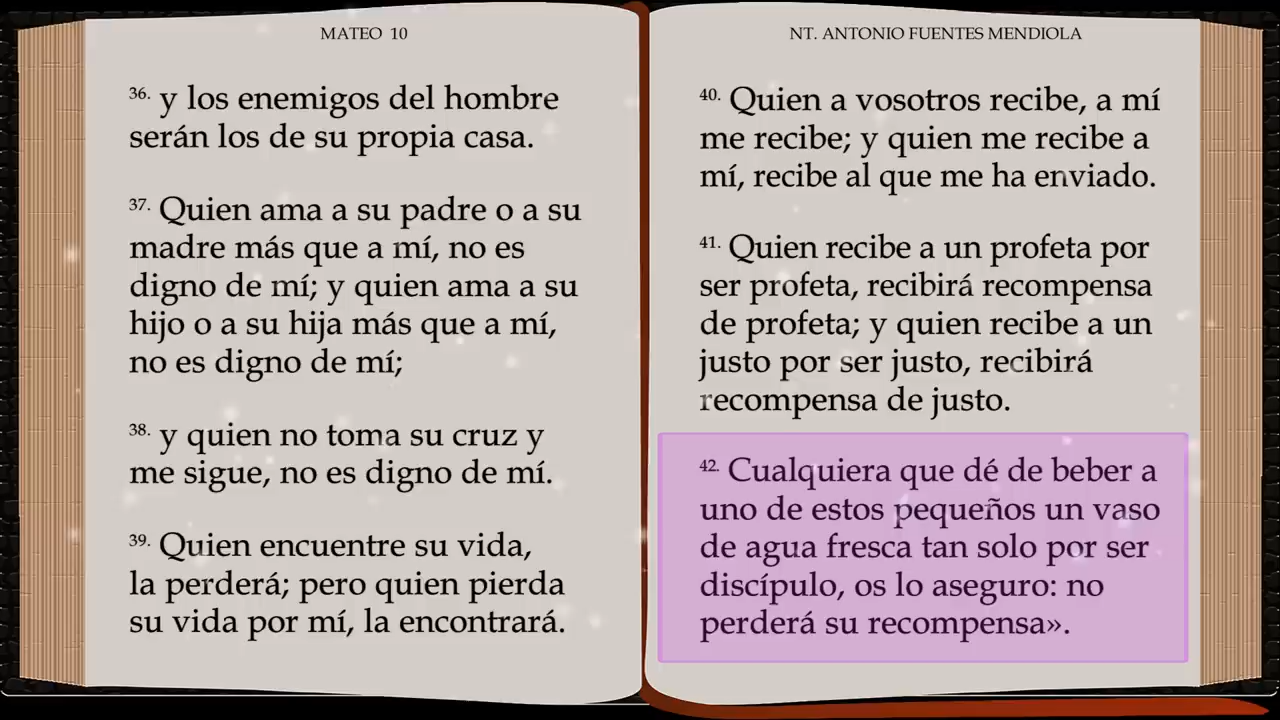 MATEO 10
36. y los enemigos del hombre
serán los de su propia casa.
37. Quien ama a su padre o a su
madre más que a mí, no es
digno de mí; y quien ama a su
hijo o a su hija más que a mí,
no es digno de mí;
38. y quien no toma su cruz y
me sigue, no es digno de mí.
39. Quien encuentre su vida,
la perderá; pero quien pierda
su vida por mí, la encontrará.
NT. ANTONIO FUENTES MENDIOLA
40. Quien a vosotros recibe, a mí
me recibe; y quien me recibe a
mí, recibe al que me ha enviado.
41. Quien recibe a un profeta por
ser profeta, recibirá recompensa
de profeta; y quien recibe a un
justo por ser justo, recibirá
recompensa de justo.
42. Cualquiera que dé de beber a
uno de estos pequeños un vaso
de agua fresca tan solo por ser
discípulo, os lo aseguro: no
perderá su recompensa».